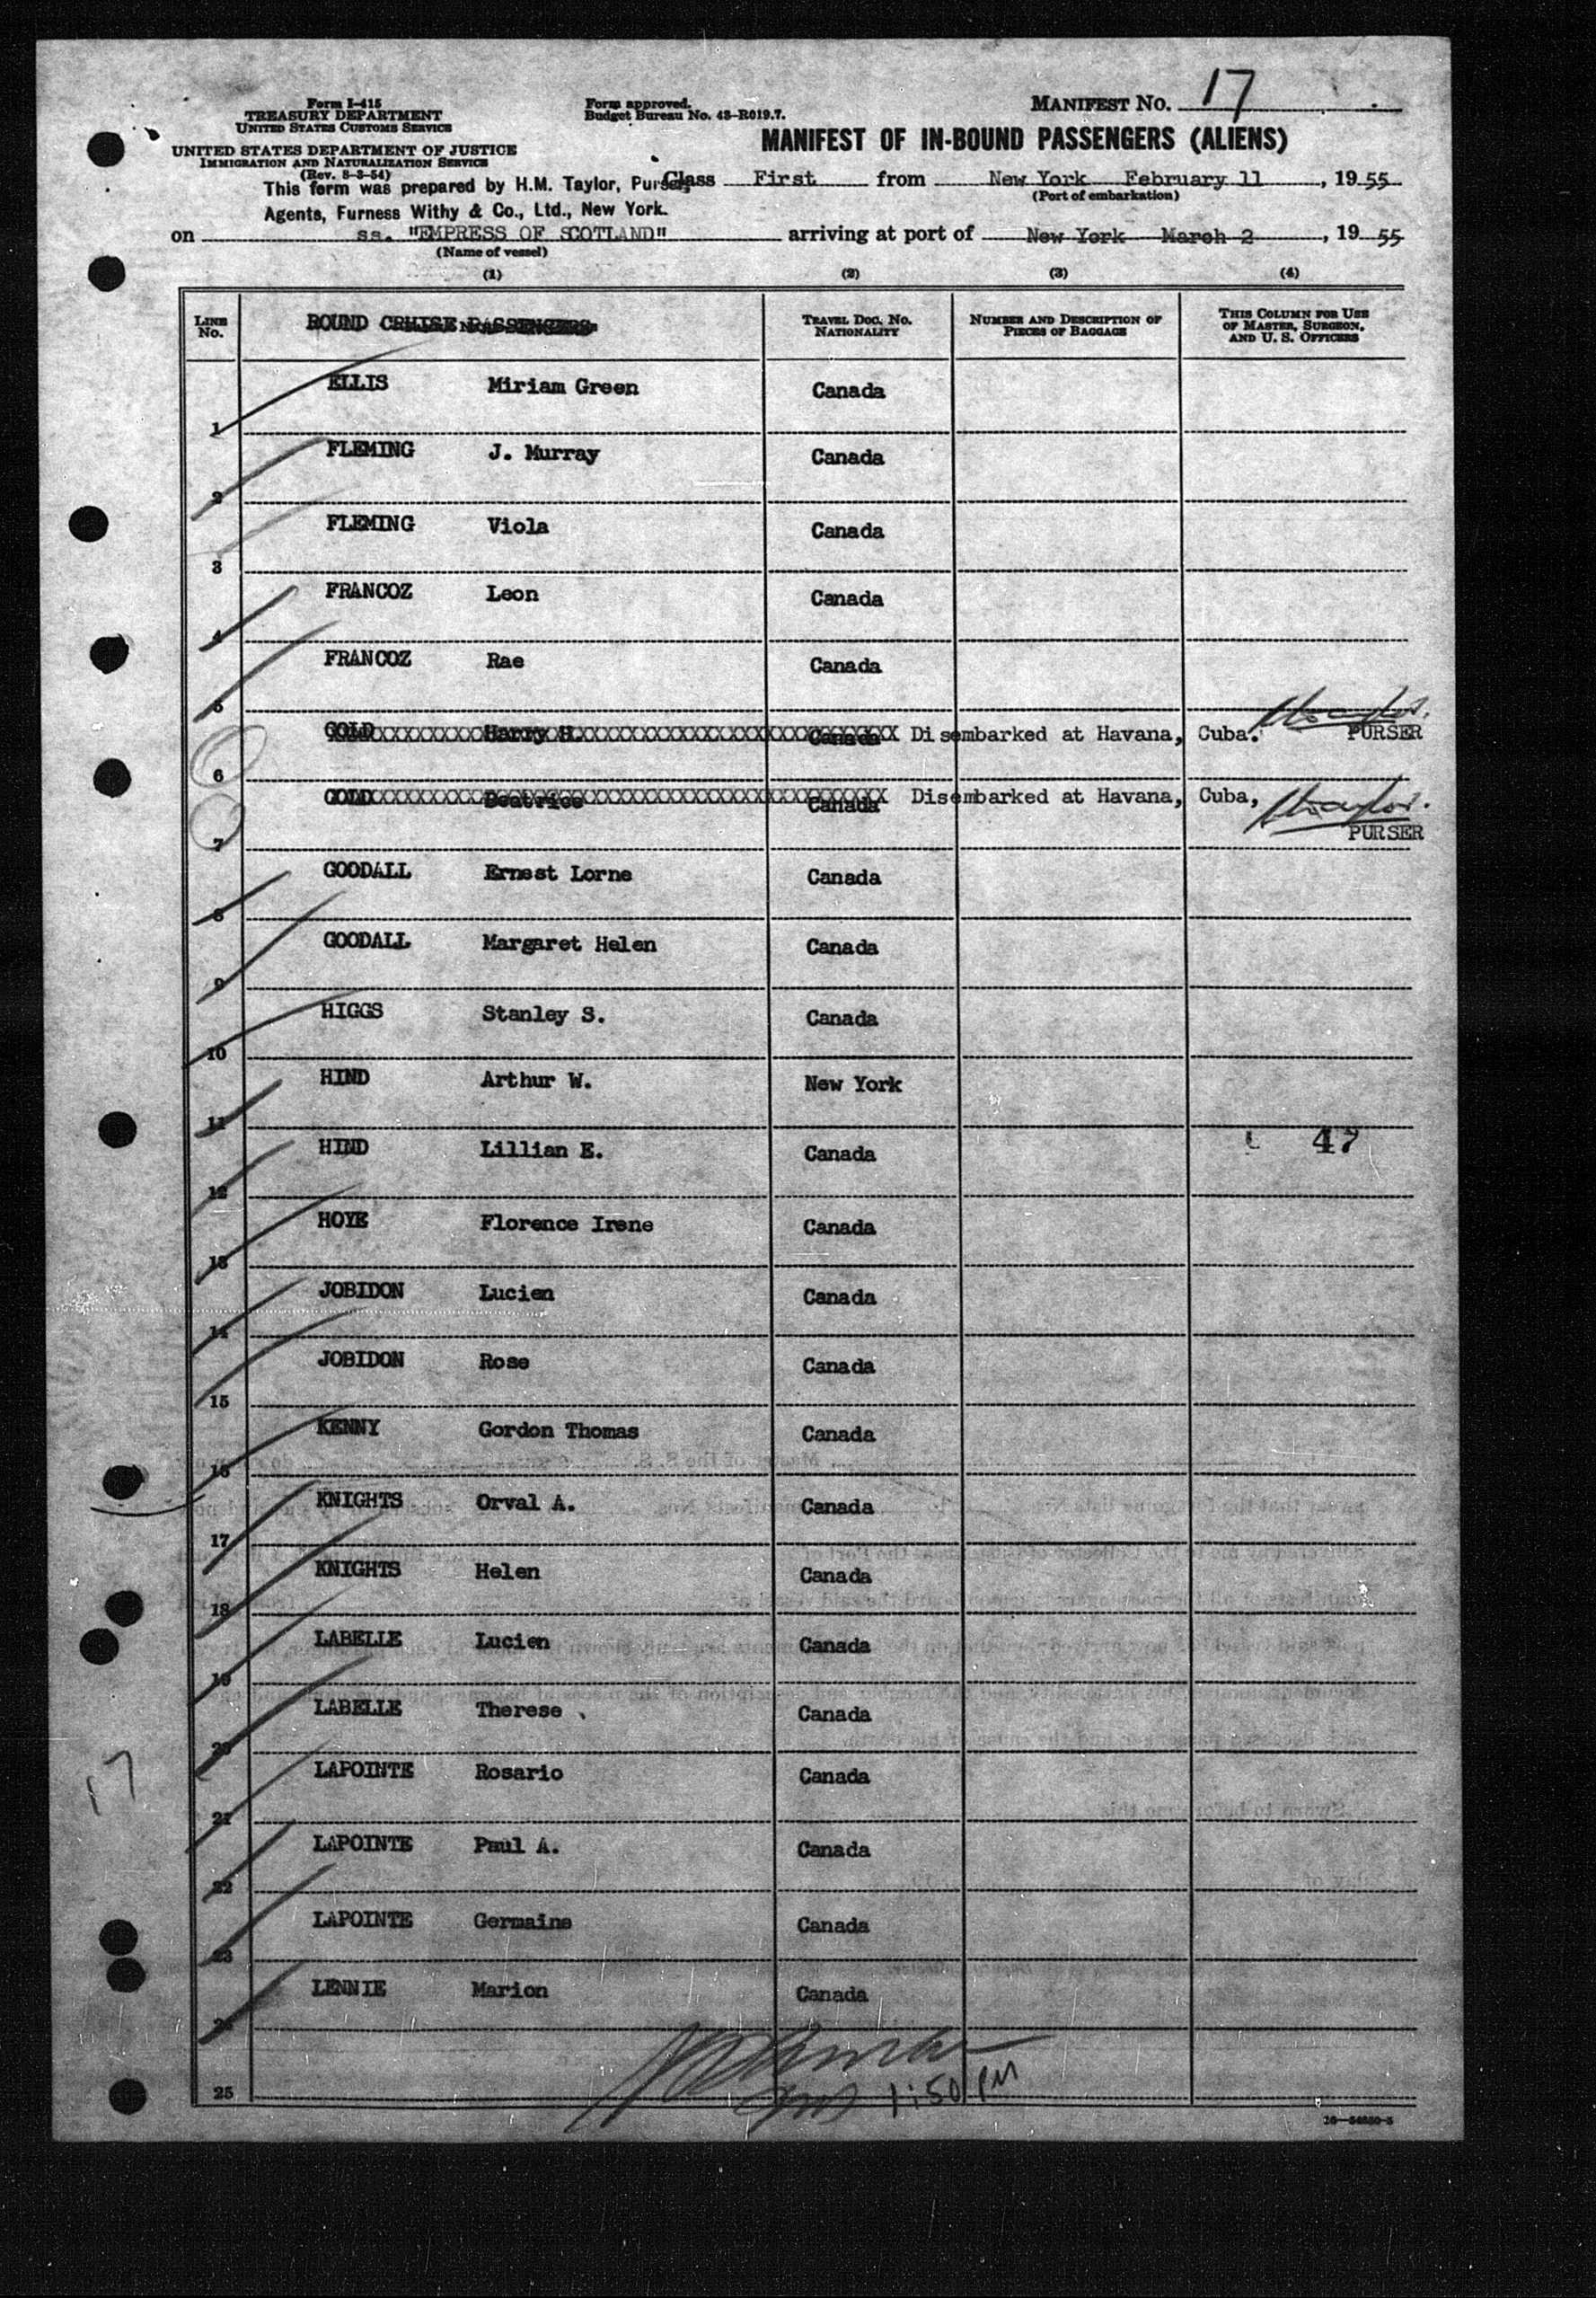 Form I-415
TREASURY DEPARTMENT
UNITED STATES CUSTOMS SERVICE
UNITED STATES DEPARTMENT OF JUSTICE
IMMIGRATION AND NATURALIZATION SERVICE
(Rev. 8-3-54)
Form approved.
Budget Bureau No. 43-R019.7.
MANIFEST No. 17
MANIFEST OF IN-BOUND PASSENGERS (ALIENS)
This form was prepared by H.M. Taylor, Purser,
Agents, Furness Withy & Co., Ltd., New York.
Class First from New York February 11, 1955
(Port of embarkation)
on ss. "EMPRESS OF SCOTLAND" arriving at port of New York March 2, 1955
(Name of vessel)
(1) (2) (3) (4)
LINE No. ROUND CRUISE PASSENGERS TRAVEL DOC. NO. NATIONALITY NUMBER AND DESCRIPTION OF PIECES OF BAGGAGE THIS COLUMN FOR USE OF MASTER, SURGEON, AND U. S. OFFICERS
1 ELLIS Miriam Green Canada
2 FLEMING J. Murray Canada
3 FLEMING Viola Canada
4 FRANCOZ Leon Canada
5 FRANCOZ Rae Canada
6 GOLD Harry H. Canada Disembarked at Havana, Cuba. PURSER
7 GOLD Beatrice Canada Disembarked at Havana, Cuba, PURSER
8 GOODALL Ernest Lorne Canada
9 GOODALL Margaret Helen Canada
10 HIGGS Stanley S. Canada
11 HIND Arthur W. New York
12 HIND Lillian E. Canada 47
13 HOYE Florence Irene Canada
14 JOBIDON Lucien Canada
15 JOBIDON Rose Canada
16 KENNY Gordon Thomas Canada
17 KNIGHTS Orval A. Canada
18 KNIGHTS Helen Canada
19 LABELLE Lucien Canada
20 LABELLE Therese Canada
21 LAPOINTE Rosario Canada
22 LAPOINTE Paul A. Canada
23 LAPOINTE Germaine Canada
24 LENNIE Marion Canada
25
1:50 PM
17